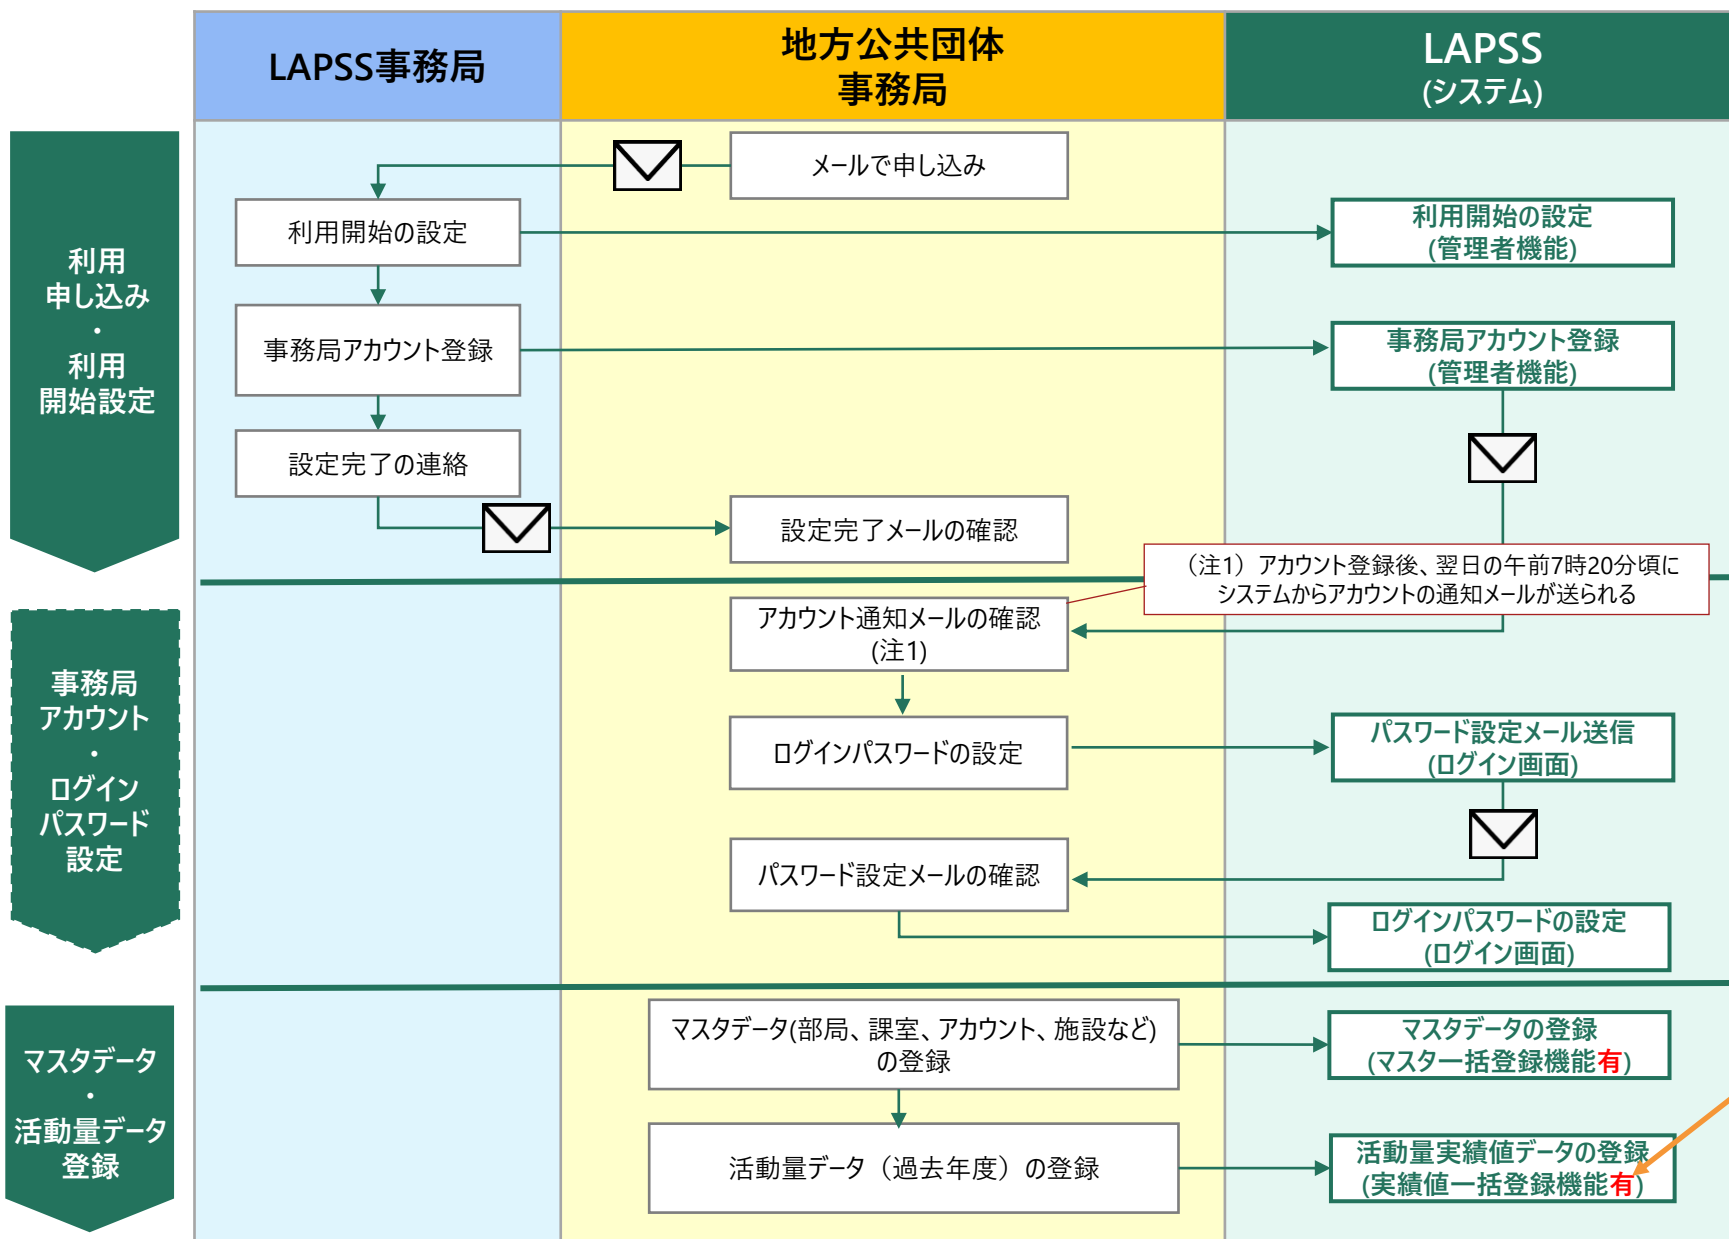 LAPSS事務局
地方公共団体
事務局
LAPSS
(システム)
利用
申し込み
・
利用
開始設定
メールで申し込み
利用開始の設定
利用開始の設定
(管理者機能)
事務局アカウント登録
事務局アカウント登録
(管理者機能)
設定完了の連絡
設定完了メールの確認
（注1）アカウント登録後、翌日の午前7時20分頃に
システムからアカウントの通知メールが送られる
事務局
アカウント
・
ログイン
パスワード
設定
アカウント通知メールの確認
(注1)
ログインパスワードの設定
パスワード設定メール送信
(ログイン画面)
パスワード設定メールの確認
ログインパスワードの設定
(ログイン画面)
マスタデータ
・
活動量データ
登録
マスタデータ(部局、課室、アカウント、施設など)
の登録
マスタデータの登録
(マスター括登録機能有)
活動量データ（過去年度）の登録
活動量実績値データの登録
(実績値一括登録機能有)